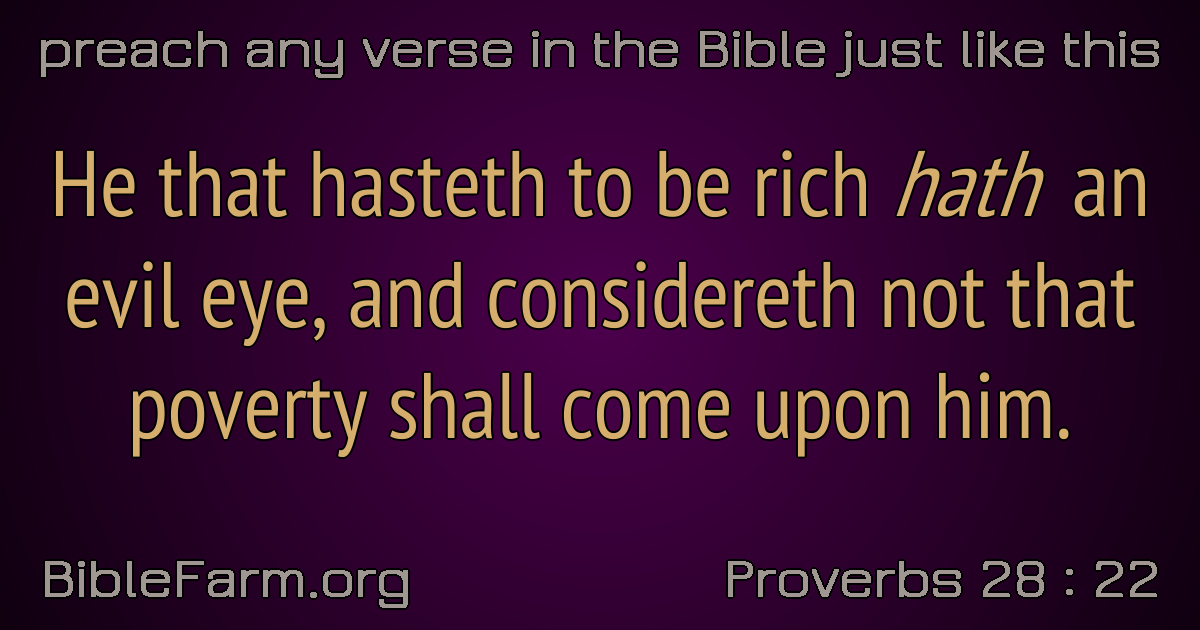 preach any verse in the Bible just like this
He that hasteth to be rich hath an
evil eye, and considereth not that
poverty shall come upon him.
BibleFarm.org
Proverbs 28 : 22